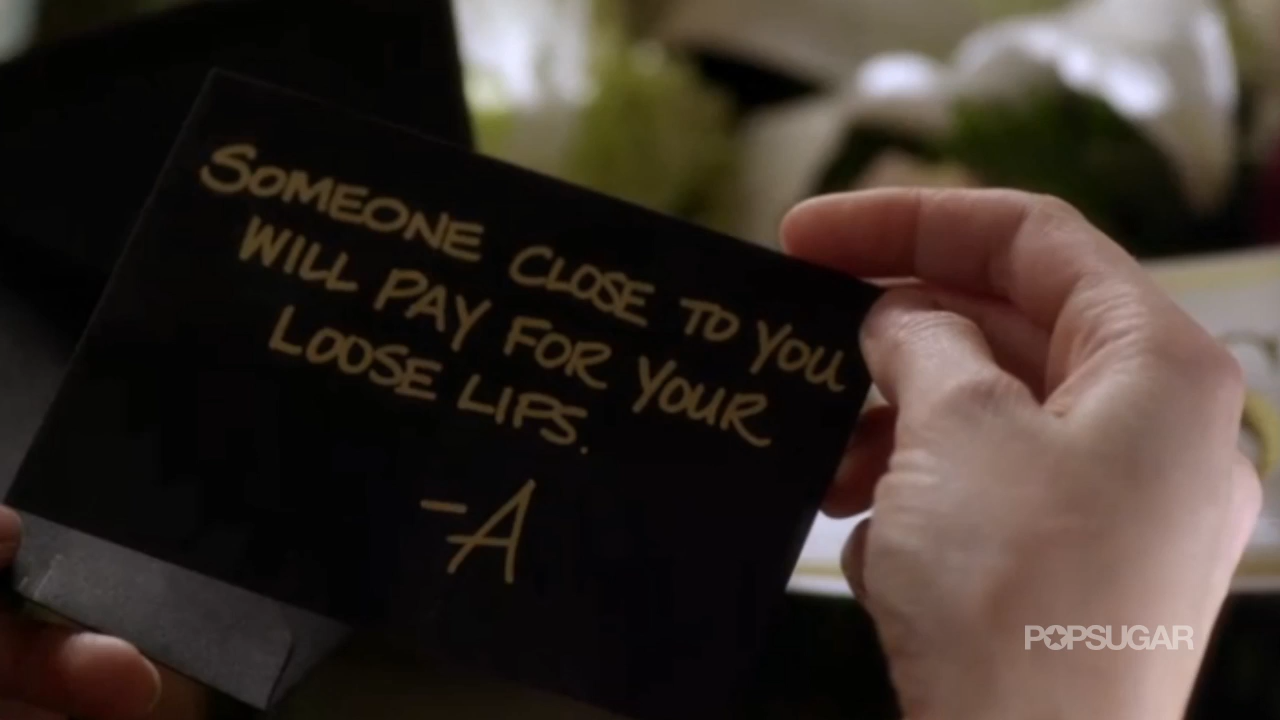 SOMEONE CLOSE TO YOU
WILL PAY FOR YOUR
LOOSE LIPS.
-A
POPSUGAR